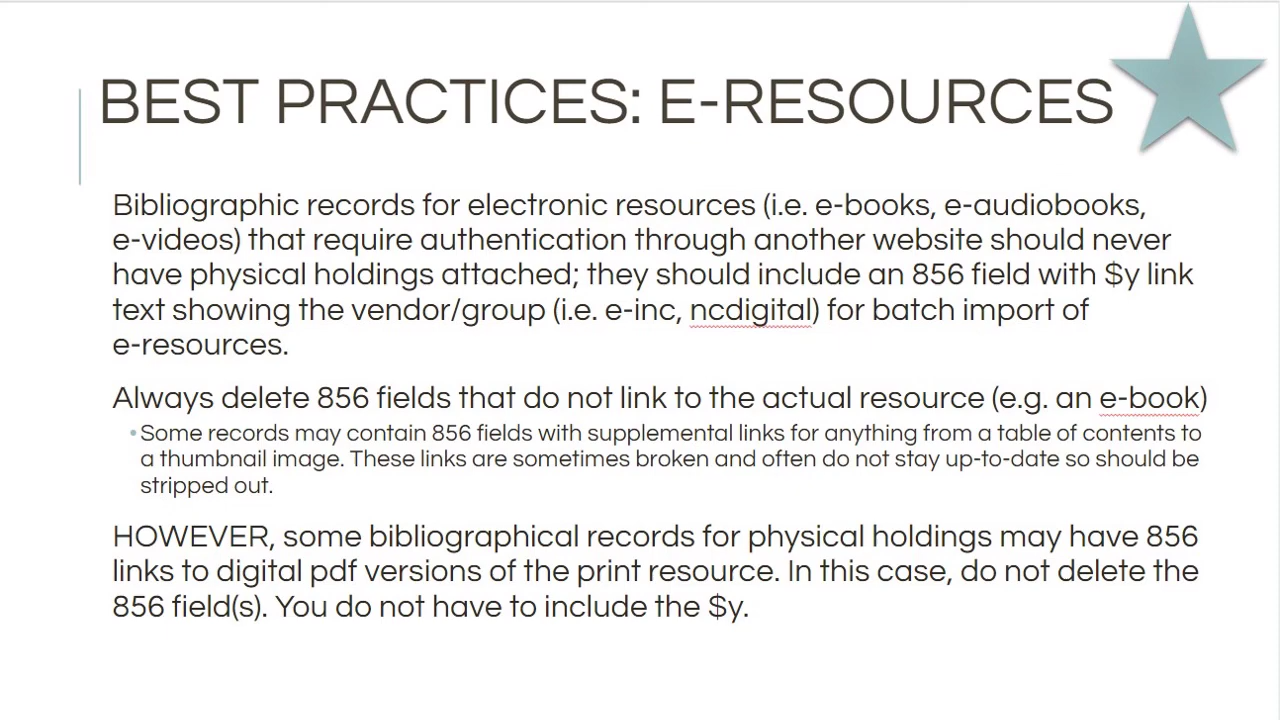 BEST PRACTICES: E-RESOURCES
Bibliographic records for electronic resources (i.e. e-books, e-audiobooks,
e-videos) that require authentication through another website should never
have physical holdings attached; they should include an 856 field with $y link
text showing the vendor/group (i.e. e-inc, ncdigital) for batch import of
e-resources.
Always delete 856 fields that do not link to the actual resource (e.g. an e-book)
•Some records may contain 856 fields with supplemental links for anything from a table of contents to
a thumbnail image. These links are sometimes broken and often do not stay up-to-date so should be
stripped out.
HOWEVER, some bibliographical records for physical holdings may have 856
links to digital pdf versions of the print resource. In this case, do not delete the
856 field(s). You do not have to include the $y.